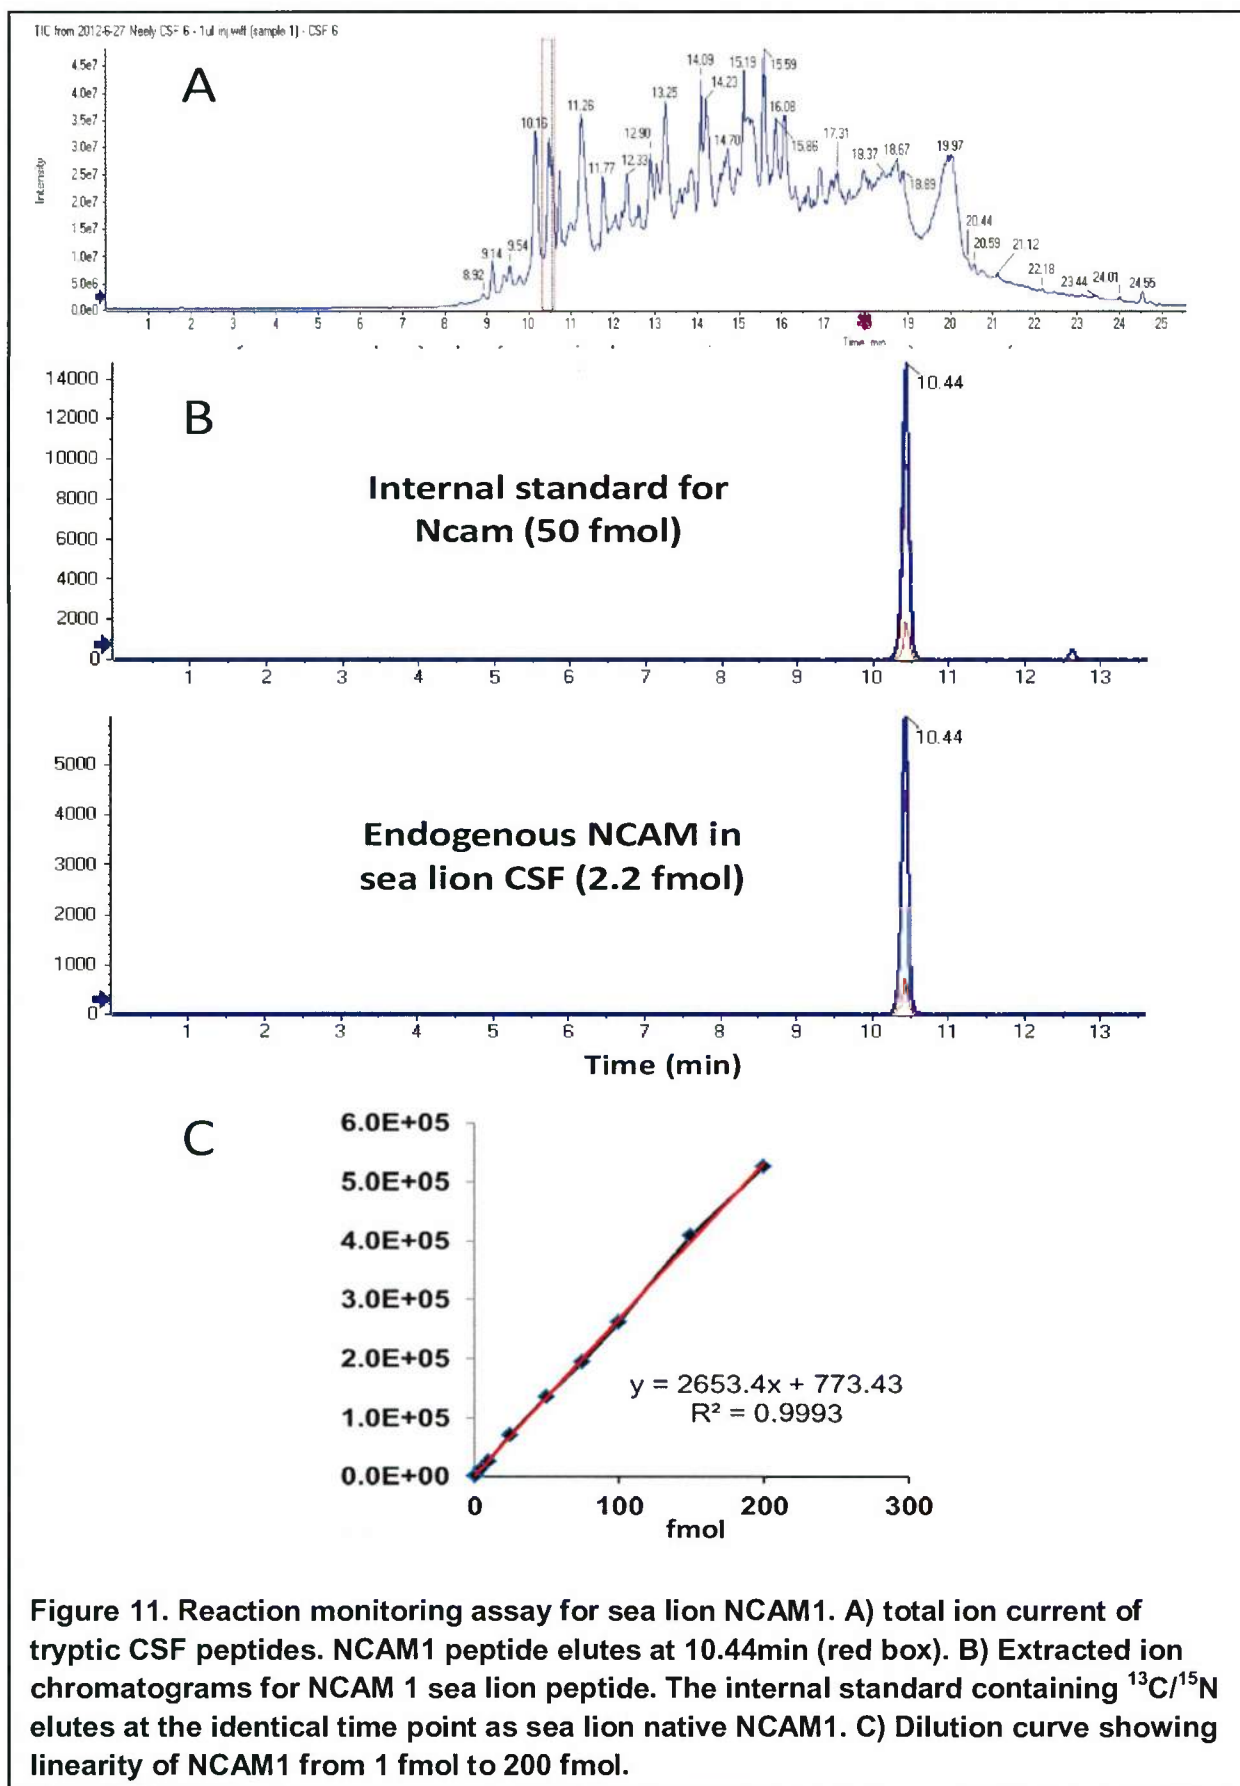 TIC from 2012-6-27 Neely CSF 6 - 1ul inj.wiff (sample 1) - CSF 6
A
4.5e7
4.0e7
3.5e7
3.0e7
2.5e7
2.0e7
1.5e7
1.0e7
5.0e6
0.0e0
Intensity
8.92
9.14
9.54
10.16
11.26
11.77
12.33
12.90
13.25
14.09
14.23
14.70
15.19
15.59
15.86
16.08
17.31
18.67
18.89
19.97
20.44
20.59
21.12
22.18
23.44
24.01
24.55
1 2 3 4 5 6 7 8 9 10 11 12 13 14 15 16 17 19 20 21 22 23 24 25
Time, min
B
14000
12000
10000
8000
6000
4000
2000
0
10.44
Internal standard for
Ncam (50 fmol)
1 2 3 4 5 6 7 8 9 10 11 12 13
5000
4000
3000
2000
1000
0
10.44
Endogenous NCAM in
sea lion CSF (2.2 fmol)
1 2 3 4 5 6 7 8 9 10 11 12 13
Time (min)
C
6.0E+05
5.0E+05
4.0E+05
3.0E+05
2.0E+05
1.0E+05
0.0E+00
y = 2653.4x + 773.43
R² = 0.9993
0 100 200 300
fmol
Figure 11. Reaction monitoring assay for sea lion NCAM1. A) total ion current of
tryptic CSF peptides. NCAM1 peptide elutes at 10.44min (red box). B) Extracted ion
chromatograms for NCAM 1 sea lion peptide. The internal standard containing ¹³C/¹⁵N
elutes at the identical time point as sea lion native NCAM1. C) Dilution curve showing
linearity of NCAM1 from 1 fmol to 200 fmol.